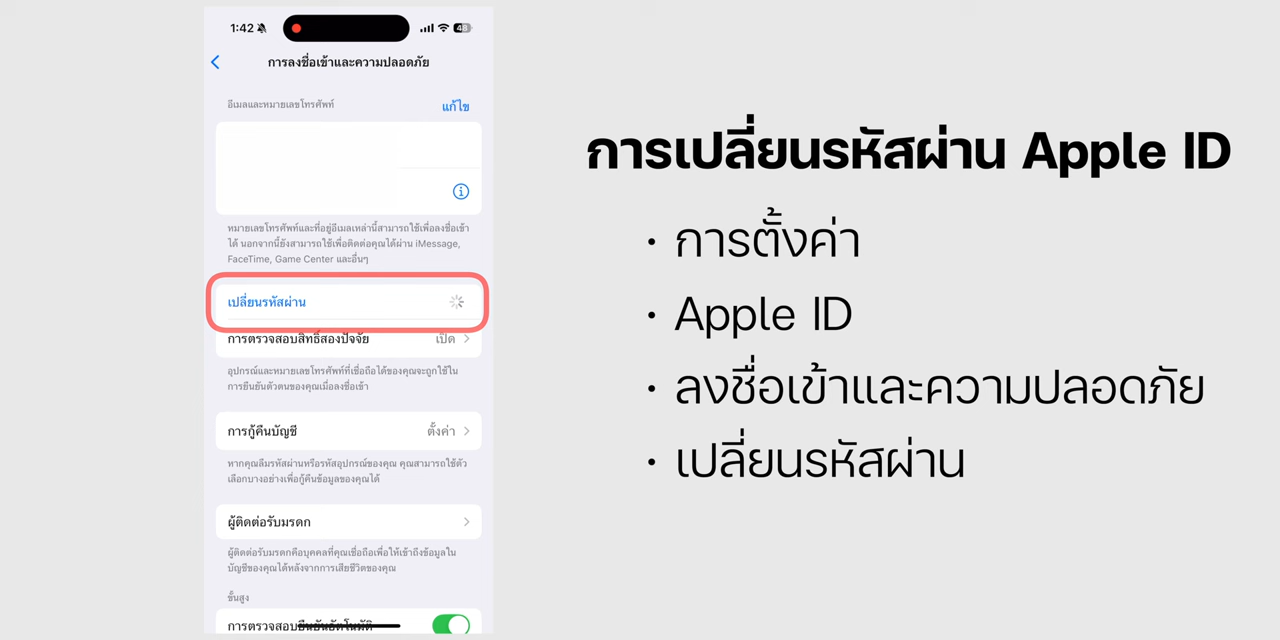 1:42
48
การลงชื่อเข้าและความปลอดภัย
อีเมลและหมายเลขโทรศัพท์
แก้ไข
หมายเลขโทรศัพท์และที่อยู่อีเมลเหล่านี้สามารถใช้เพื่อลงชื่อเข้า
ได้ นอกจากนี้ยังสามารถใช้เพื่อติดต่อคุณได้ผ่าน iMessage,
FaceTime, Game Center และอื่นๆ
เปลี่ยนรหัสผ่าน
การตรวจสอบสิทธิ์สองปัจจัย เปิด
อุปกรณ์และหมายเลขโทรศัพท์ที่เชื่อถือได้ของคุณจะถูกใช้ใน
การยืนยันตัวตนของคุณเมื่อลงชื่อเข้า
การกู้คืนบัญชี ตั้งค่า
หากคุณลืมรหัสผ่านหรือรหัสอุปกรณ์ของคุณ คุณสามารถใช้ตัว
เลือกบางอย่างเพื่อกู้คืนข้อมูลของคุณได้
ผู้ติดต่อรับมรดก
ผู้ติดต่อรับมรดกคือบุคคลที่คุณเชื่อถือเพื่อให้เข้าถึงข้อมูลใน
บัญชีของคุณได้หลังจากการเสียชีวิตของคุณ
ขั้นสูง
การตรวจสอบยืนยันอัตโนมัติ
การเปลี่ยนรหัสผ่าน Apple ID
• การตั้งค่า
• Apple ID
• ลงชื่อเข้าและความปลอดภัย
• เปลี่ยนรหัสผ่าน